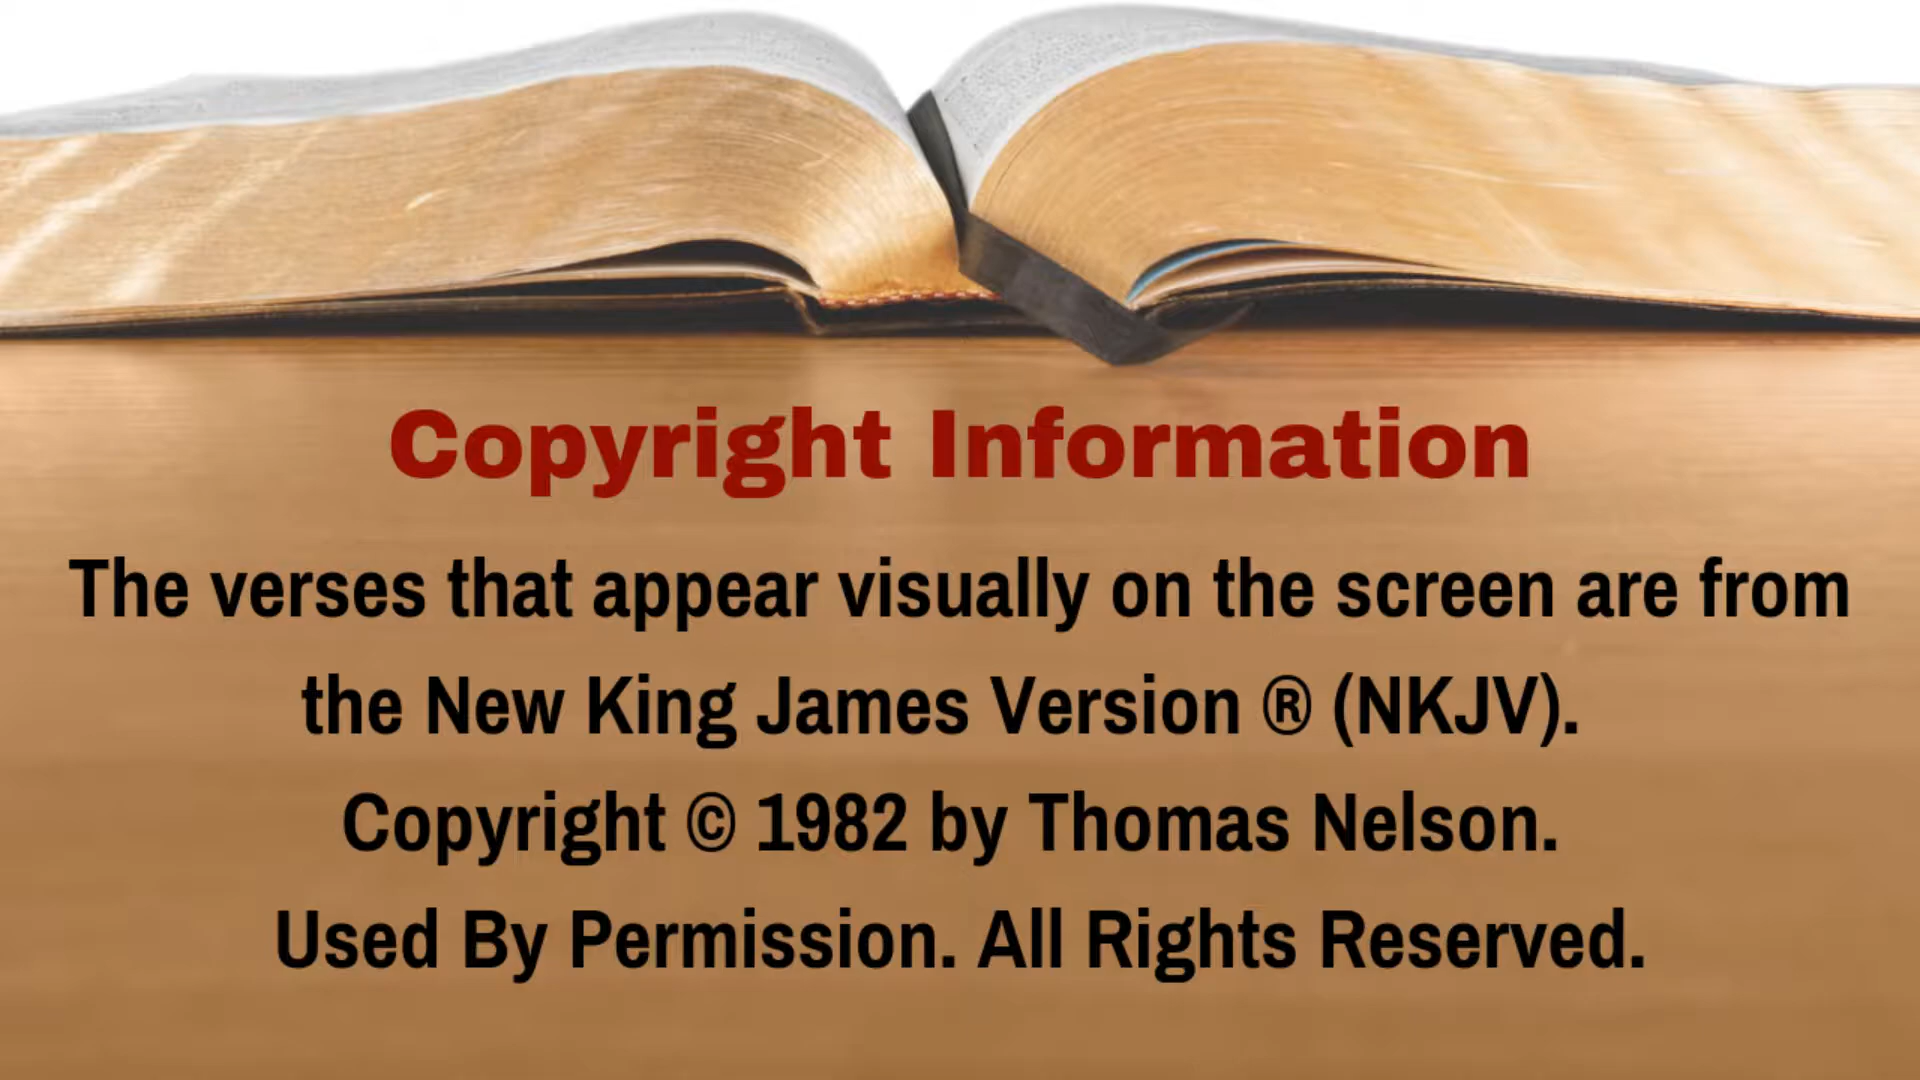 Copyright Information
The verses that appear visually on the screen are from
the New King James Version ® (NKJV).
Copyright © 1982 by Thomas Nelson.
Used By Permission. All Rights Reserved.